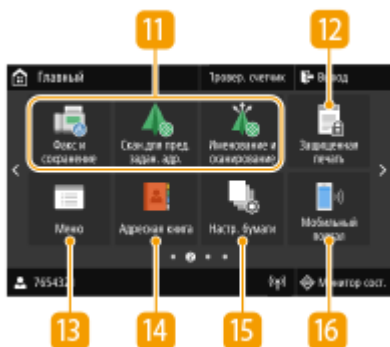 11 12
Главный Провер. счетчик Выход
Факс и Скан.для пред. Именование и Защищенная
сохранение задан. адр. сканирование печать
Меню Адресная книга Настр. бумаги Мобильный
портал
Монитор сост.
13 14 15 16